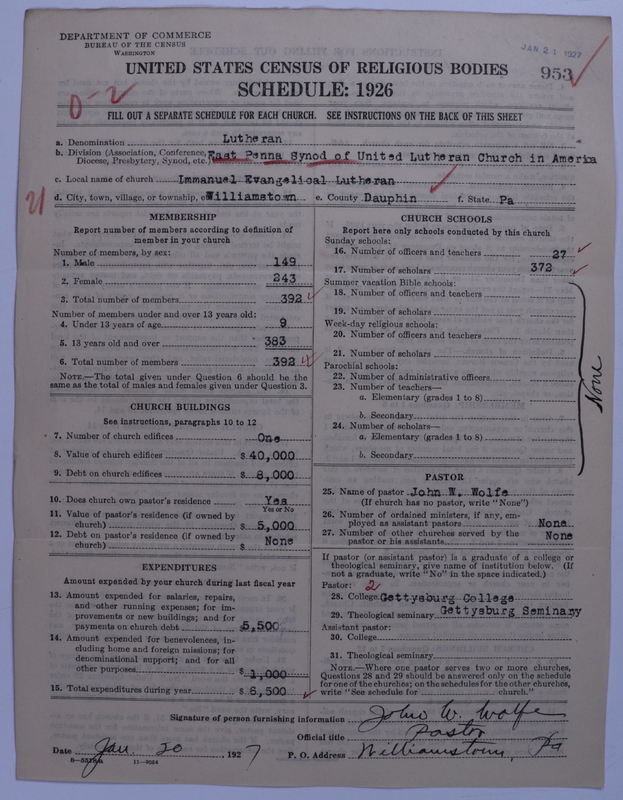 DEPARTMENT OF COMMERCE
BUREAU OF THE CENSUS
WASHINGTON
JAN 21 1927
UNITED STATES CENSUS OF RELIGIOUS BODIES
953
SCHEDULE: 1926
0-2
FILL OUT A SEPARATE SCHEDULE FOR EACH CHURCH. SEE INSTRUCTIONS ON THE BACK OF THIS SHEET
a. Denomination Lutheran
b. Division (Association, Conference, Diocese, Presbytery, Synod, etc.) East Penna Synod of United Lutheran Church in America
c. Local name of church Immanuel Evangelical Lutheran
21
d. City, town, village, or township, Williamstown e. County Dauphin f. State Pa
MEMBERSHIP
Report number of members according to definition of
member in your church
Number of members, by sex:
1. Male 149
2. Female 243
3. Total number of members 392
Number of members under and over 13 years old:
4. Under 13 years of age 9
5. 13 years old and over 383
6. Total number of members 392
NOTE.—The total given under Question 6 should be the
same as the total of males and females given under Question 3.
CHURCH BUILDINGS
See instructions, paragraphs 10 to 12
7. Number of church edifices One
8. Value of church edifices $ 40,000
9. Debt on church edifices $ 8,000
10. Does church own pastor's residence Yes
Yes or No
11. Value of pastor's residence (if owned by
church) $ 5,000
12. Debt on pastor's residence (if owned by
church) $ None
EXPENDITURES
Amount expended by your church during last fiscal year
13. Amount expended for salaries, repairs,
and other running expenses; for im-
provements or new buildings; and for
payments on church debt $ 5,500
14. Amount expended for benevolences, in-
cluding home and foreign missions; for
denominational support; and for all
other purposes $ 1,000
15. Total expenditures during year $ 6,500
CHURCH SCHOOLS
Report here only schools conducted by this church
Sunday schools:
16. Number of officers and teachers 27
17. Number of scholars 372
Summer vacation Bible schools:
18. Number of officers and teachers
19. Number of scholars
Week-day religious schools:
20. Number of officers and teachers
21. Number of scholars
Parochial schools:
22. Number of administrative officers
23. Number of teachers—
a. Elementary (grades 1 to 8)
b. Secondary
24. Number of scholars—
a. Elementary (grades 1 to 8)
b. Secondary
None
PASTOR
25. Name of pastor John W. Wolfe
(If church has no pastor, write "None")
26. Number of ordained ministers, if any, em-
ployed as assistant pastors None
27. Number of other churches served by the
pastor or his assistants None
If pastor (or assistant pastor) is a graduate of a college or
theological seminary, give name of institution below. (If
not a graduate, write "No" in the space indicated.)
Pastor: 2
28. College Gettysburg College
29. Theological seminary Gettysburg Seminary
Assistant pastor:
30. College
31. Theological seminary
NOTE.—Where one pastor serves two or more churches,
Questions 28 and 29 should be answered only on the schedule
for one of the churches; on the schedules for the other churches,
write "See schedule for church."
Signature of person furnishing information John W. Wolfe
Official title Pastor
Date Jan. 20 1927
P. O. Address Williamstown, Pa
11—9054